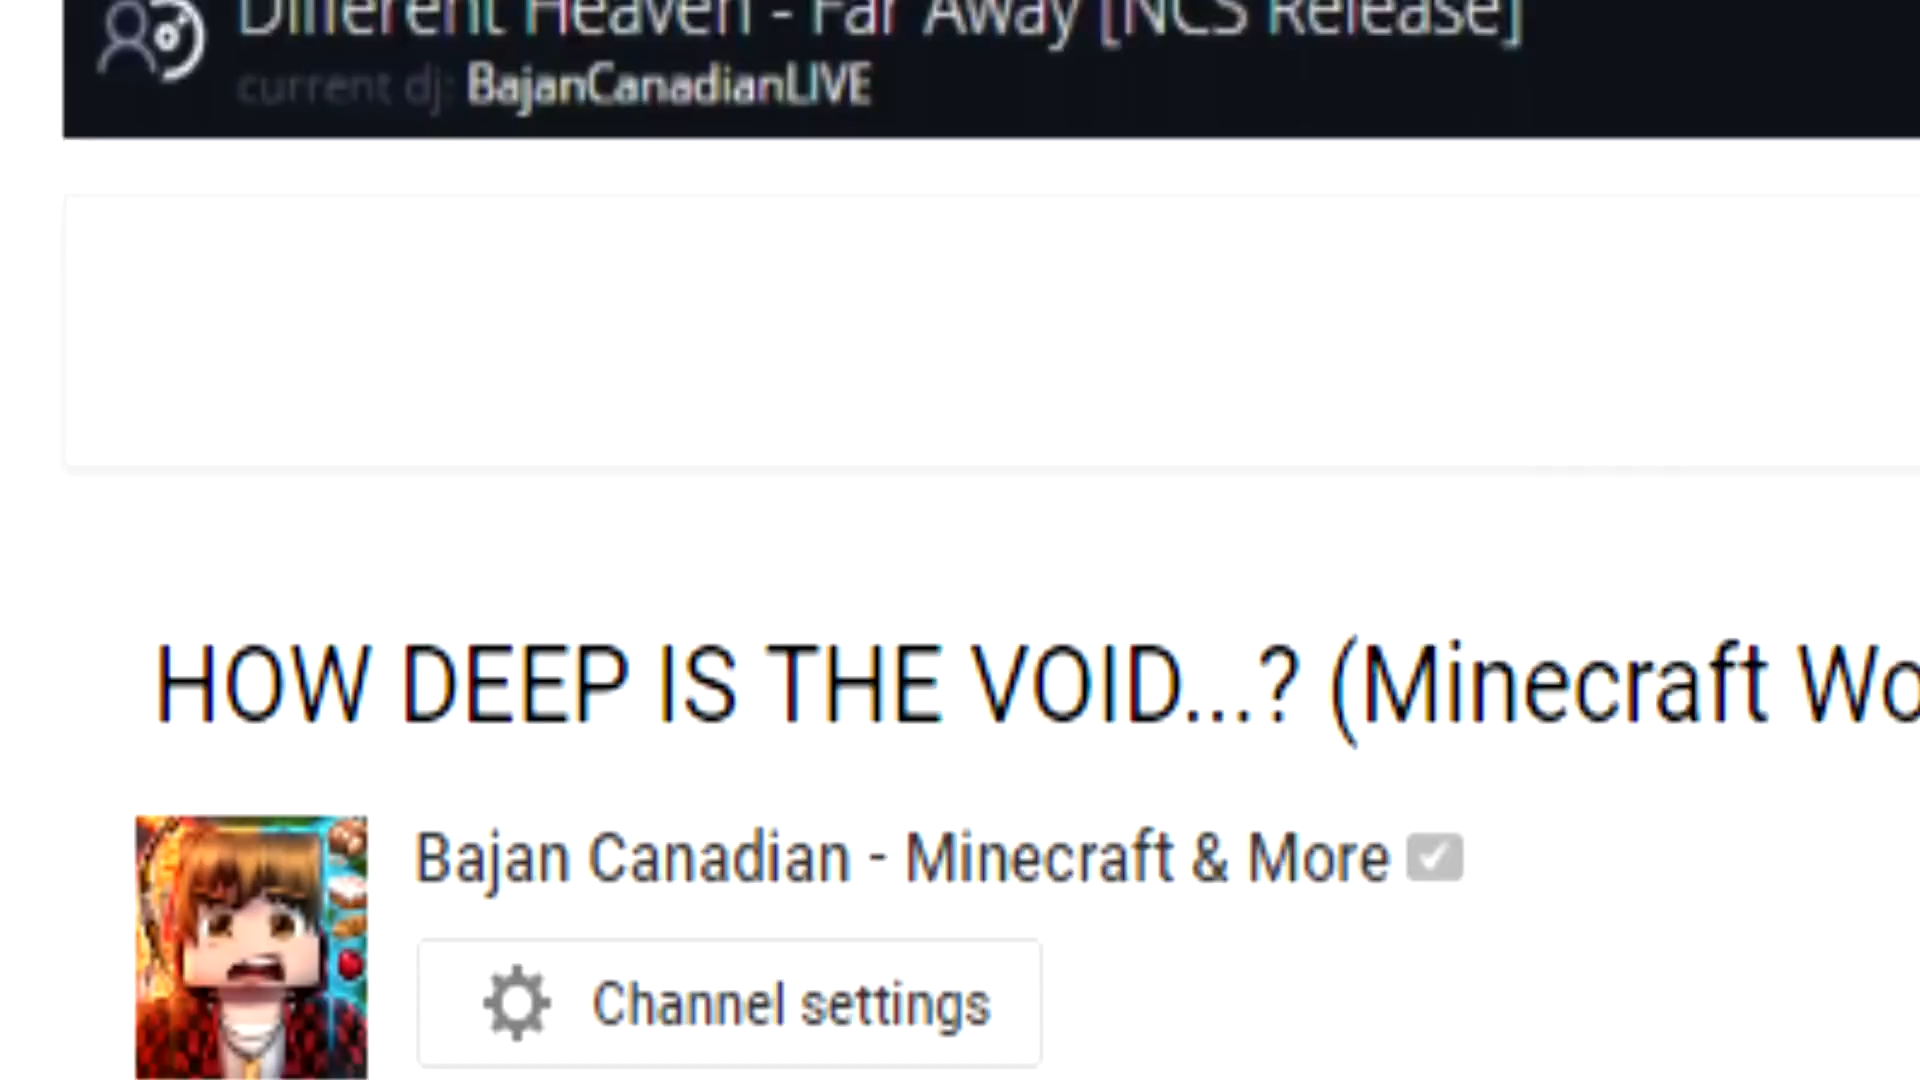 Different Heaven - Far Away [NCS Release]
current dj: BajanCanadianLIVE
HOW DEEP IS THE VOID...? (Minecraft Wo
Bajan Canadian - Minecraft & More
Channel settings